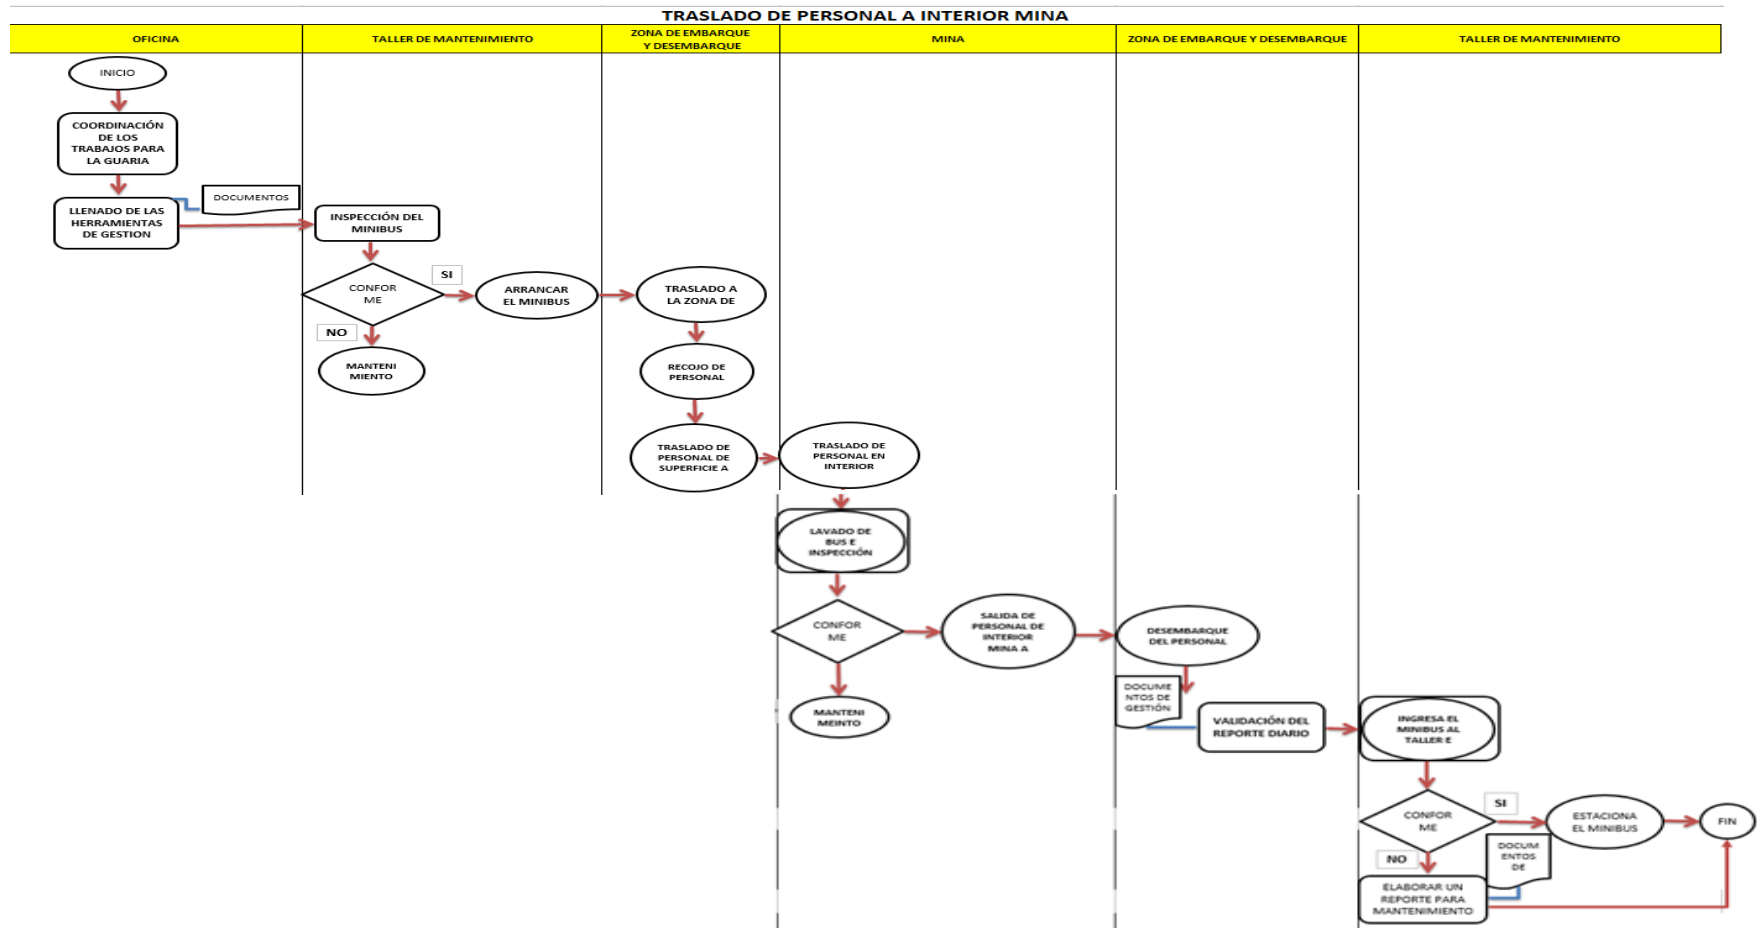 TRASLADO DE PERSONAL A INTERIOR MINA
OFICINA
TALLER DE MANTENIMIENTO
ZONA DE EMBARQUE
Y DESEMBARQUE
MINA
ZONA DE EMBARQUE Y DESEMBARQUE
TALLER DE MANTENIMIENTO
INICIO
COORDINACIÓN
DE LOS
TRABAJOS PARA
LA GUARIA
LLENADO DE LAS
HERRAMIENTAS
DE GESTION
DOCUMENTOS
INSPECCIÓN DEL
MINIBUS
CONFOR
ME
SI
NO
MANTENI
MIENTO
ARRANCAR
EL MINIBUS
TRASLADO A
LA ZONA DE
RECOJO DE
PERSONAL
TRASLADO DE
PERSONAL DE
SUPERFICIE A
TRASLADO DE
PERSONAL EN
INTERIOR
LAVADO DE
BUS E
INSPECCIÓN
CONFOR
ME
MANTENI
MEINTO
SALIDA DE
PERSONAL DE
INTERIOR
MINA A
DESEMBARQUE
DEL PERSONAL
DOCUME
NTOS DE
GESTIÓN
VALIDACIÓN DEL
REPORTE DIARIO
INGRESA EL
MINIBUS AL
TALLER E
CONFOR
ME
SI
NO
ESTACIONA
EL MINIBUS
FIN
DOCUM
ENTOS
DE
ELABORAR UN
REPORTE PARA
MANTENIMIENTO